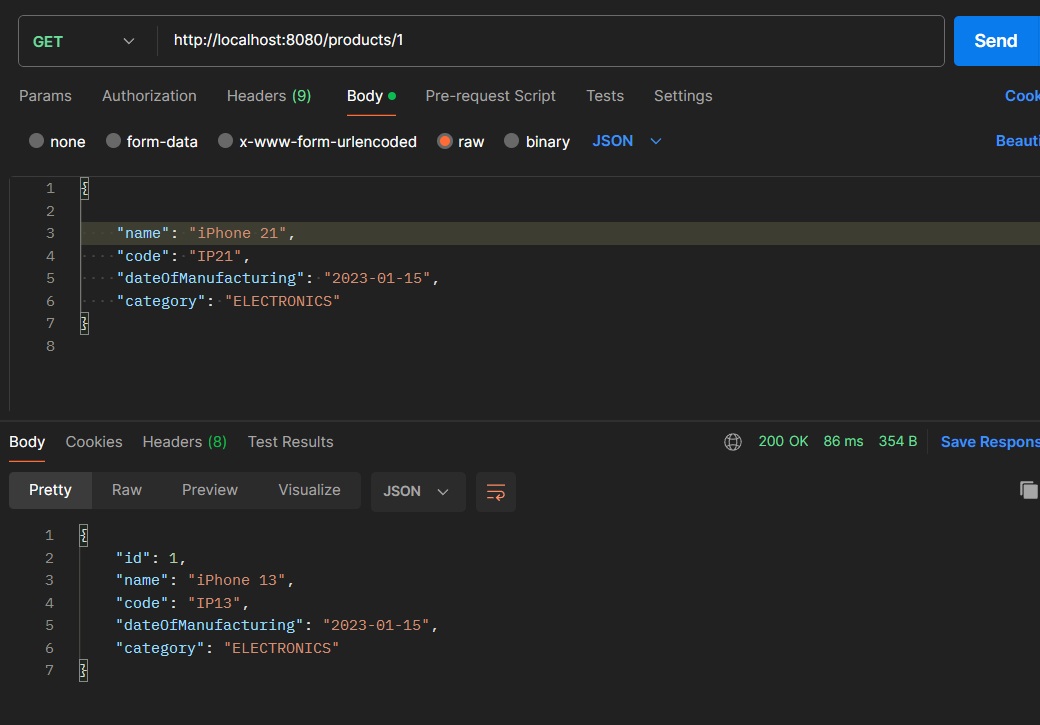 GET http://localhost:8080/products/1 Send
Params Authorization Headers (9) Body Pre-request Script Tests Settings Cook
none form-data x-www-form-urlencoded raw binary JSON Beauti
1 {
2
3 "name": "iPhone 21",
4 "code": "IP21",
5 "dateOfManufacturing": "2023-01-15",
6 "category": "ELECTRONICS"
7 }
8
Body Cookies Headers (8) Test Results 200 OK 86 ms 354 B Save Respons
Pretty Raw Preview Visualize JSON
1 {
2 "id": 1,
3 "name": "iPhone 13",
4 "code": "IP13",
5 "dateOfManufacturing": "2023-01-15",
6 "category": "ELECTRONICS"
7 }